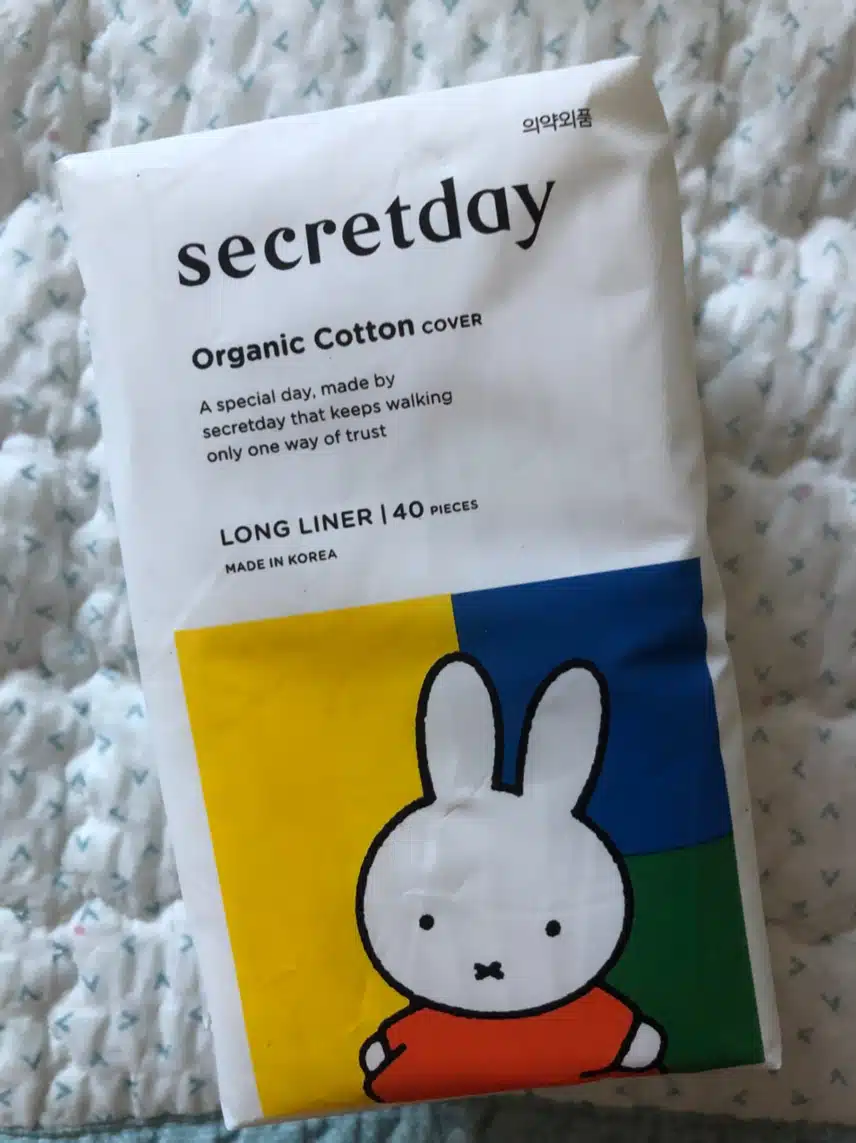 의약외품
secretday
Organic Cotton COVER
A special day, made by
secretday that keeps walking
only one way of trust
LONG LINER | 40 PIECES
MADE IN KOREA